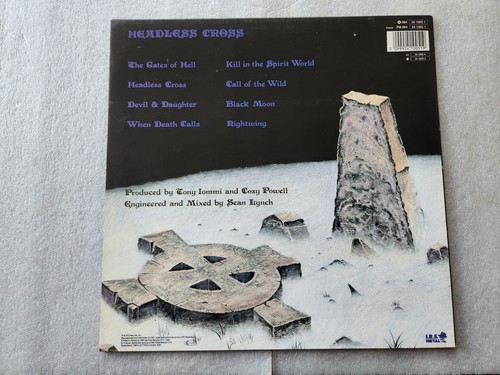 HEADLESS CROSS
The Gates of Hell
Kill in the Spirit World
Headless Cross
Call of the Wild
Devil & Daughter
Black Moon
When Death Calls
Nightwing
Produced by Tony Iommi and Cozy Powell
Engineered and Mixed by Sean Lynch
I.R.S.
METAL